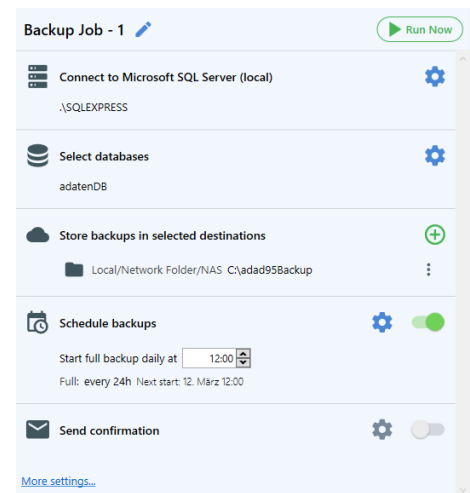 Backup Job - 1
Run Now
Connect to Microsoft SQL Server (local)
.\SQLEXPRESS
Select databases
adatenDB
Store backups in selected destinations
Local/Network Folder/NAS C:\adad95Backup
Schedule backups
Start full backup daily at 12:00
Full: every 24h Next start: 12. März 12:00
Send confirmation
More settings...